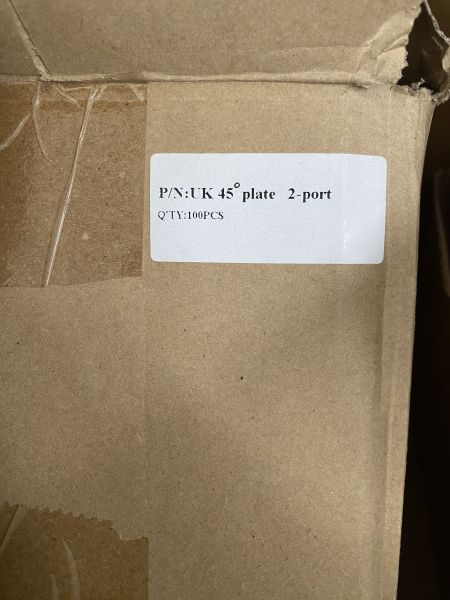 P/N:UK 45°plate 2-port
Q'TY:100PCS